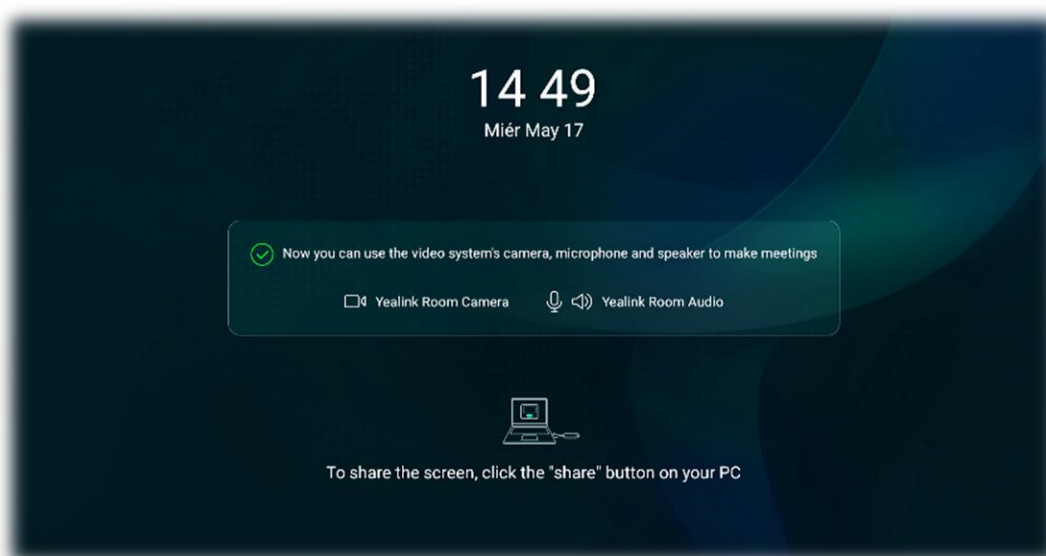 14 49
Miér May 17
Now you can use the video system's camera, microphone and speaker to make meetings
Yealink Room Camera Yealink Room Audio
To share the screen, click the "share" button on your PC